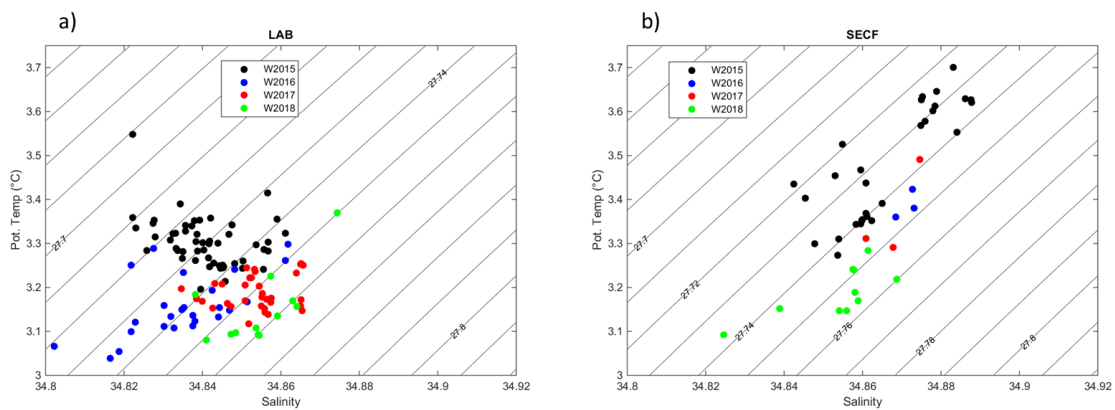 a)
LAB
W2015
W2016
W2017
W2018
27.74
27.7
27.8
3.7
3.6
3.5
3.4
3.3
3.2
3.1
3
Pot. Temp (°C)
34.8 34.82 34.84 34.86 34.88 34.9 34.92
Salinity
b)
SECF
W2015
W2016
W2017
W2018
27.7
27.72
27.74
27.76
27.78
27.8
3.7
3.6
3.5
3.4
3.3
3.2
3.1
3
Pot. Temp (°C)
34.8 34.82 34.84 34.86 34.88 34.9 34.92
Salinity